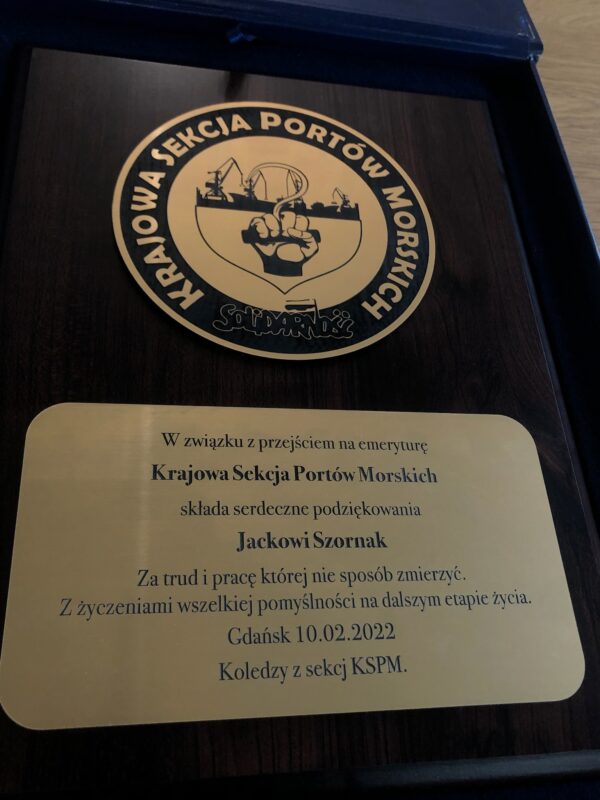 KRAJOWA SEKCJA PORTÓW MORSKICH
SOLIDARNOŚĆ
W związku z przejściem na emeryturę
Krajowa Sekcja Portów Morskich
składa serdeczne podziękowania
Jackowi Szornak
Za trud i pracę której nie sposób zmierzyć.
Z życzeniami wszelkiej pomyślności na dalszym etapie życia.
Gdańsk 10.02.2022
Koledzy z sekcj KSPM.